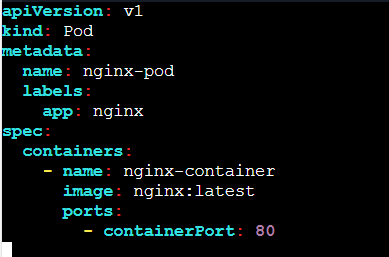 apiVersion: v1
kind: Pod
metadata:
  name: nginx-pod
  labels:
    app: nginx
spec:
  containers:
    - name: nginx-container
      image: nginx:latest
      ports:
        - containerPort: 80